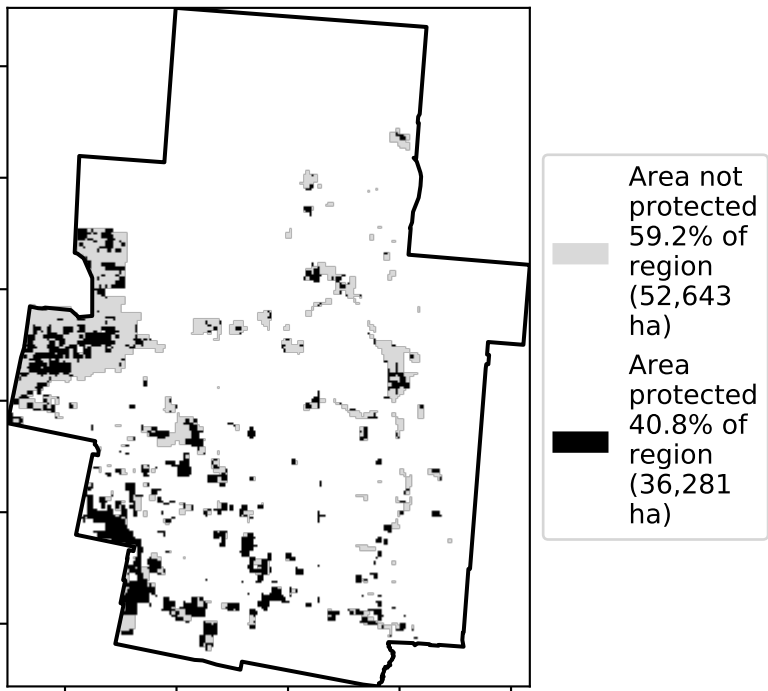 Area not
protected
59.2% of
region
(52,643
ha)
Area
protected
40.8% of
region
(36,281
ha)